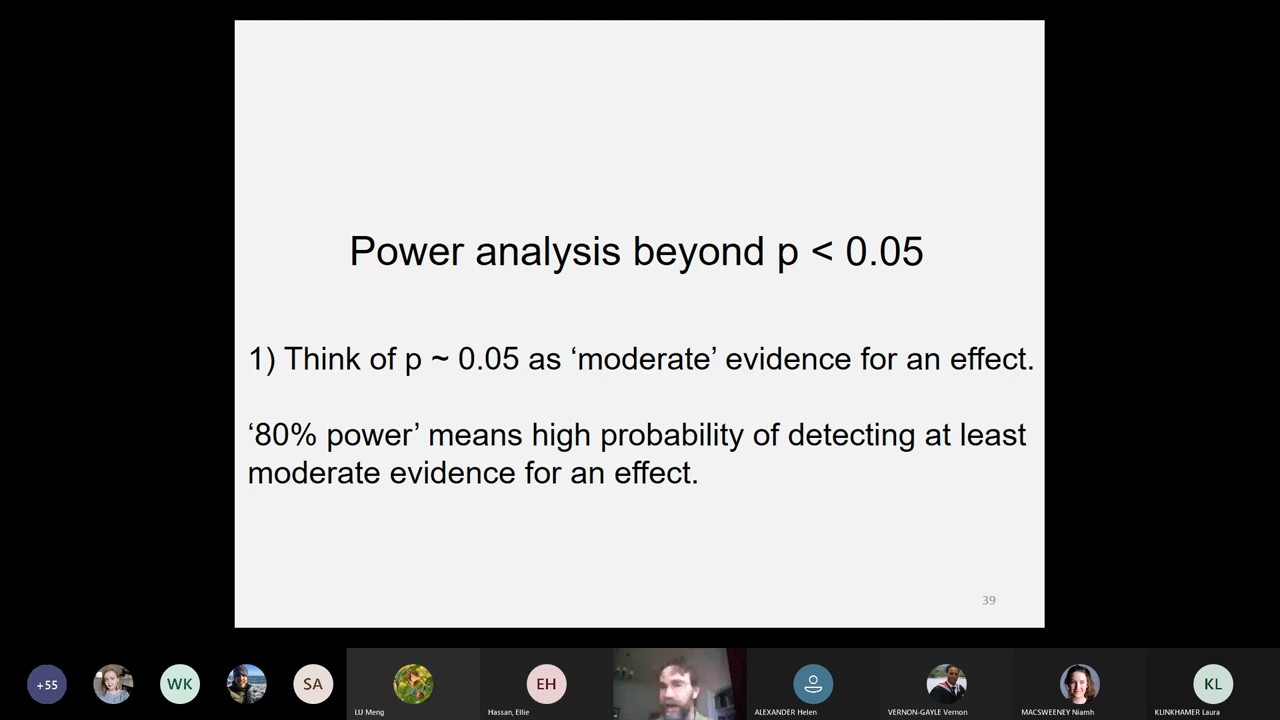 Power analysis beyond p < 0.05
1) Think of p ~ 0.05 as ‘moderate’ evidence for an effect.
‘80% power’ means high probability of detecting at least
moderate evidence for an effect.
39
+55
WK
SA
EH
KL
LU Meng
Hassan, Ellie
ALEXANDER Helen
VERNON-GAYLE Vernon
MACSWEENEY Niamh
KLINKHAMER Laura